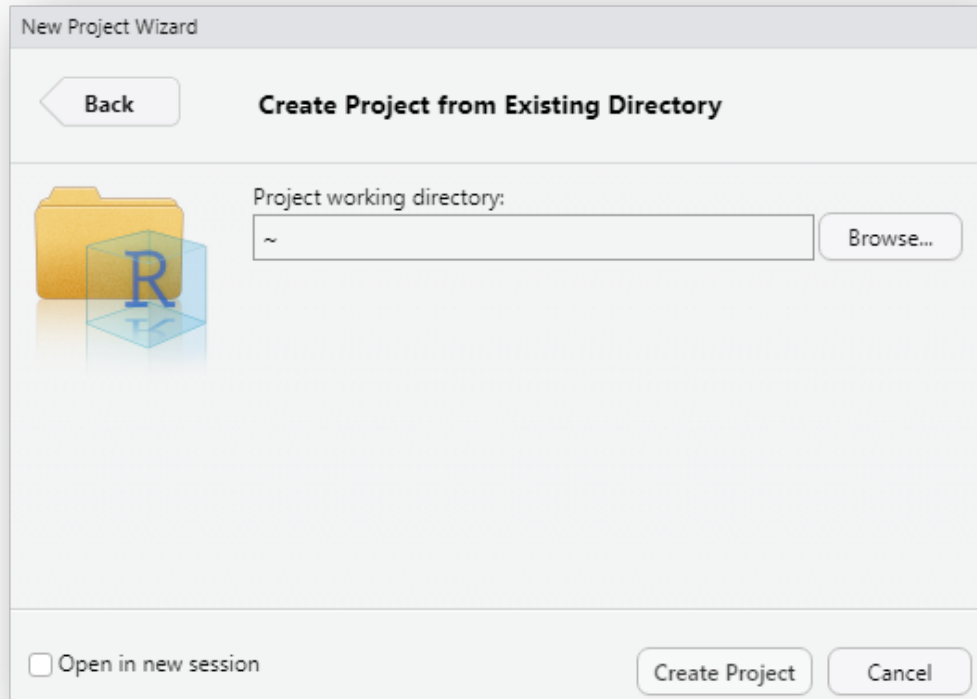 New Project Wizard
Back
Create Project from Existing Directory
Project working directory:
~
Browse...
R
Open in new session
Create Project
Cancel